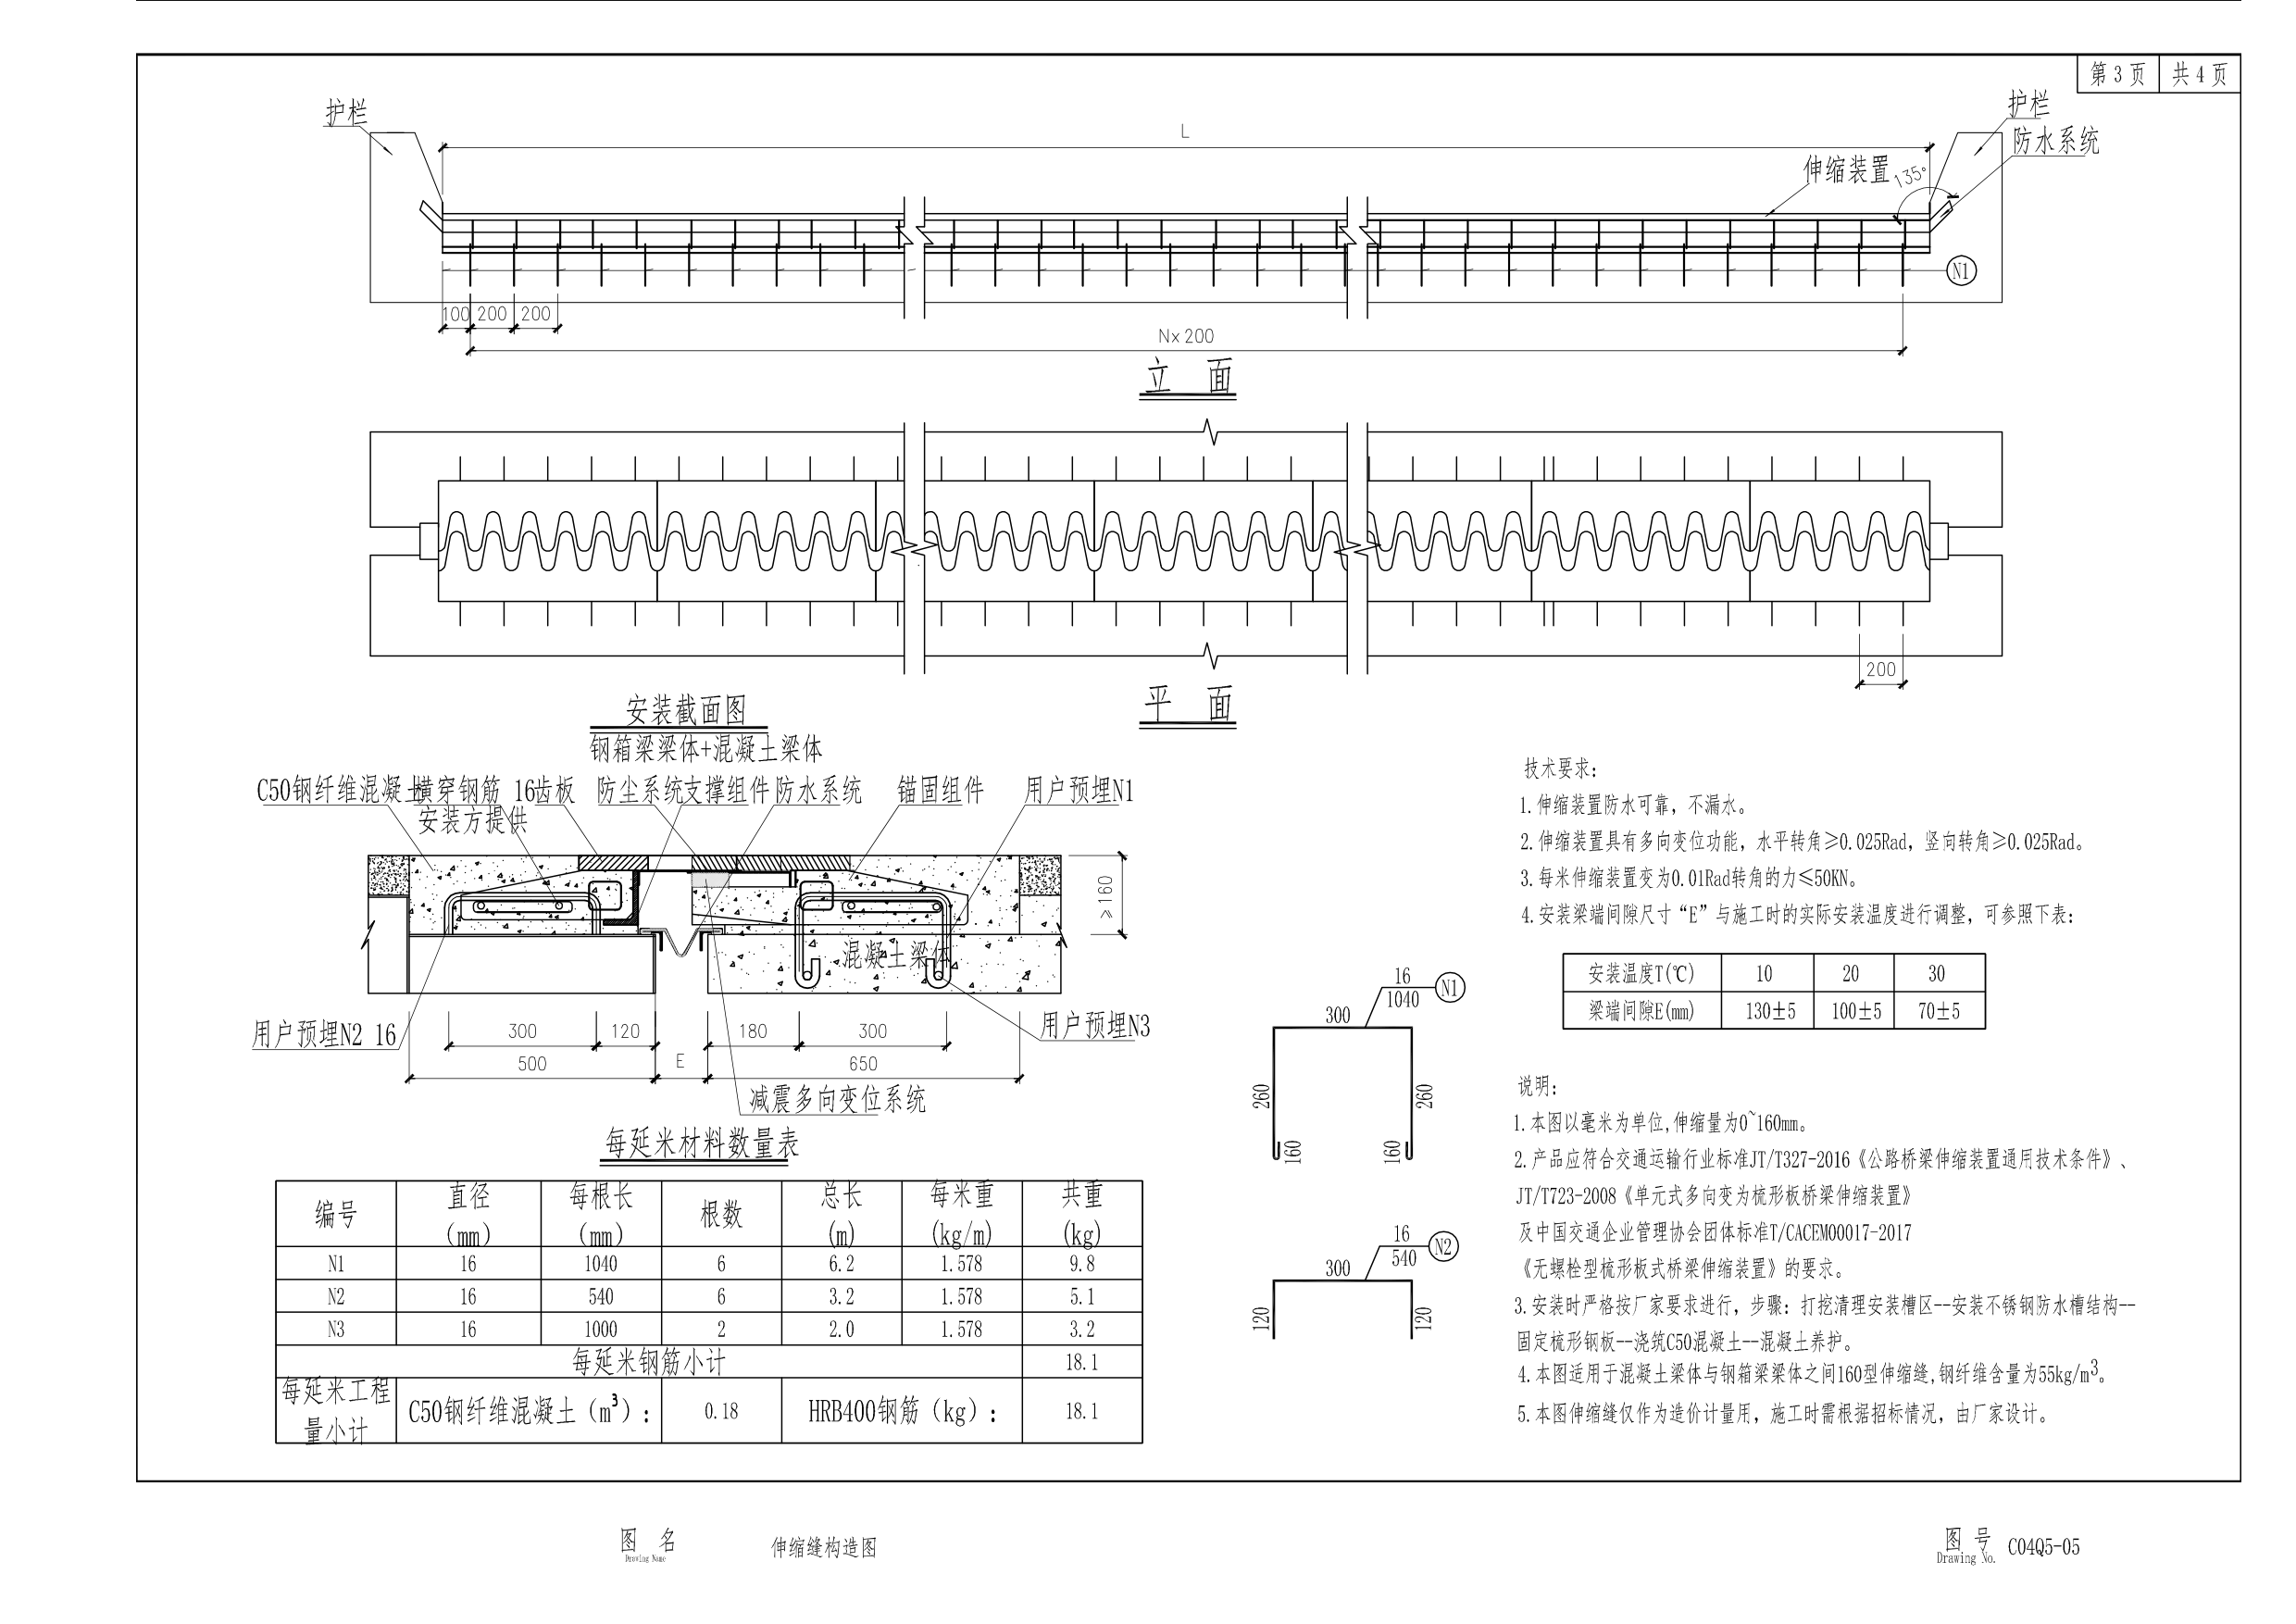 第 3 页 共 4 页
护栏
L
护栏
防水系统
伸缩装置
135°
N1
100 200 200
N×200
立 面
200
平 面
安装截面图
钢箱梁梁体+混凝土梁体
C50钢纤维混凝土 横穿钢筋 16 齿板 防尘系统 支撑组件 防水系统 锚固组件 用户预埋N1
安装方提供
≥160
混凝土梁体
用户预埋N2 16
用户预埋N3
300 120 180 300
500 E 650
减震多向变位系统
16
1040
N1
300
260 260
160 160
16
540
N2
300
120 120
每延米材料数量表
编号 直径(mm) 每根长(mm) 根数 总长(m) 每米重(kg/m) 共重(kg)
N1 16 1040 6 6.2 1.578 9.8
N2 16 540 6 3.2 1.578 5.1
N3 16 1000 2 2.0 1.578 3.2
每延米钢筋小计 18.1
每延米工程量小计 C50钢纤维混凝土(m³): 0.18 HRB400钢筋(kg): 18.1
技术要求:
1.伸缩装置防水可靠，不漏水。
2.伸缩装置具有多向变位功能，水平转角≥0.025Rad，竖向转角≥0.025Rad。
3.每米伸缩装置变为0.01Rad转角的力≤50KN。
4.安装梁端间隙尺寸“E”与施工时的实际安装温度进行调整，可参照下表:
安装温度T(℃) 10 20 30
梁端间隙E(mm) 130±5 100±5 70±5
说明:
1.本图以毫米为单位,伸缩量为0~160mm。
2.产品应符合交通运输行业标准JT/T327-2016《公路桥梁伸缩装置通用技术条件》、
JT/T723-2008《单元式多向变为梳形板桥梁伸缩装置》
及中国交通企业管理协会团体标准T/CACEM00017-2017
《无螺栓型梳形板式桥梁伸缩装置》的要求。
3.安装时严格按厂家要求进行，步骤: 打挖清理安装槽区--安装不锈钢防水槽结构--
固定梳形钢板--浇筑C50混凝土--混凝土养护。
4.本图适用于混凝土梁体与钢箱梁梁体之间160型伸缩缝,钢纤维含量为55kg/m³。
5.本图伸缩缝仅作为造价计量用，施工时需根据招标情况，由厂家设计。
图 名
Drawing Name
伸缩缝构造图
图 号
Drawing No.
C04Q5-05